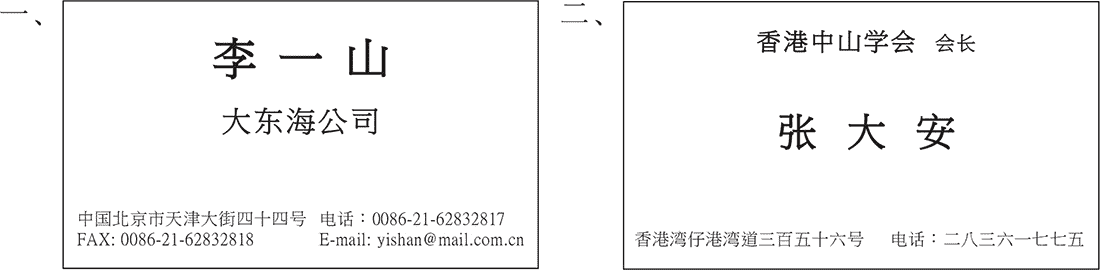 一、
李一山
大东海公司
中国北京市天津大街四十四号 电话：0086-21-62832817
FAX: 0086-21-62832818 E-mail: yishan@mail.com.cn
二、
香港中山学会 会长
张大安
香港湾仔港湾道三百五十六号 电话：二八三六一七七五